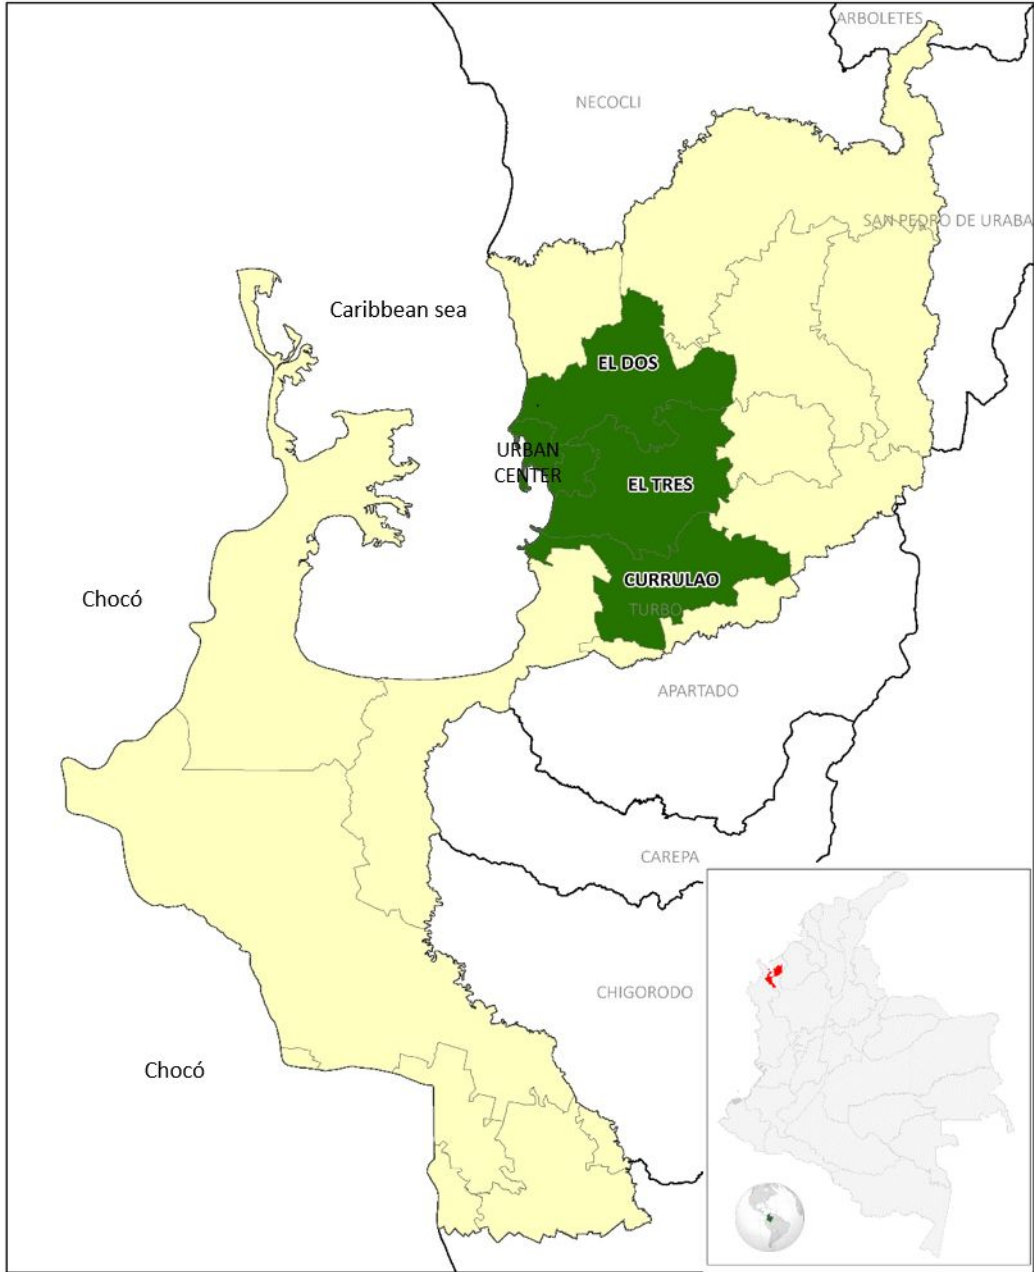 ARBOLETES
NECOCLI
SAN PEDRO DE URABA
Caribbean sea
EL DOS
URBAN
CENTER
EL TRES
CURRULAO
TURBO
Chocó
APARTADO
CAREPA
CHIGORODO
Chocó